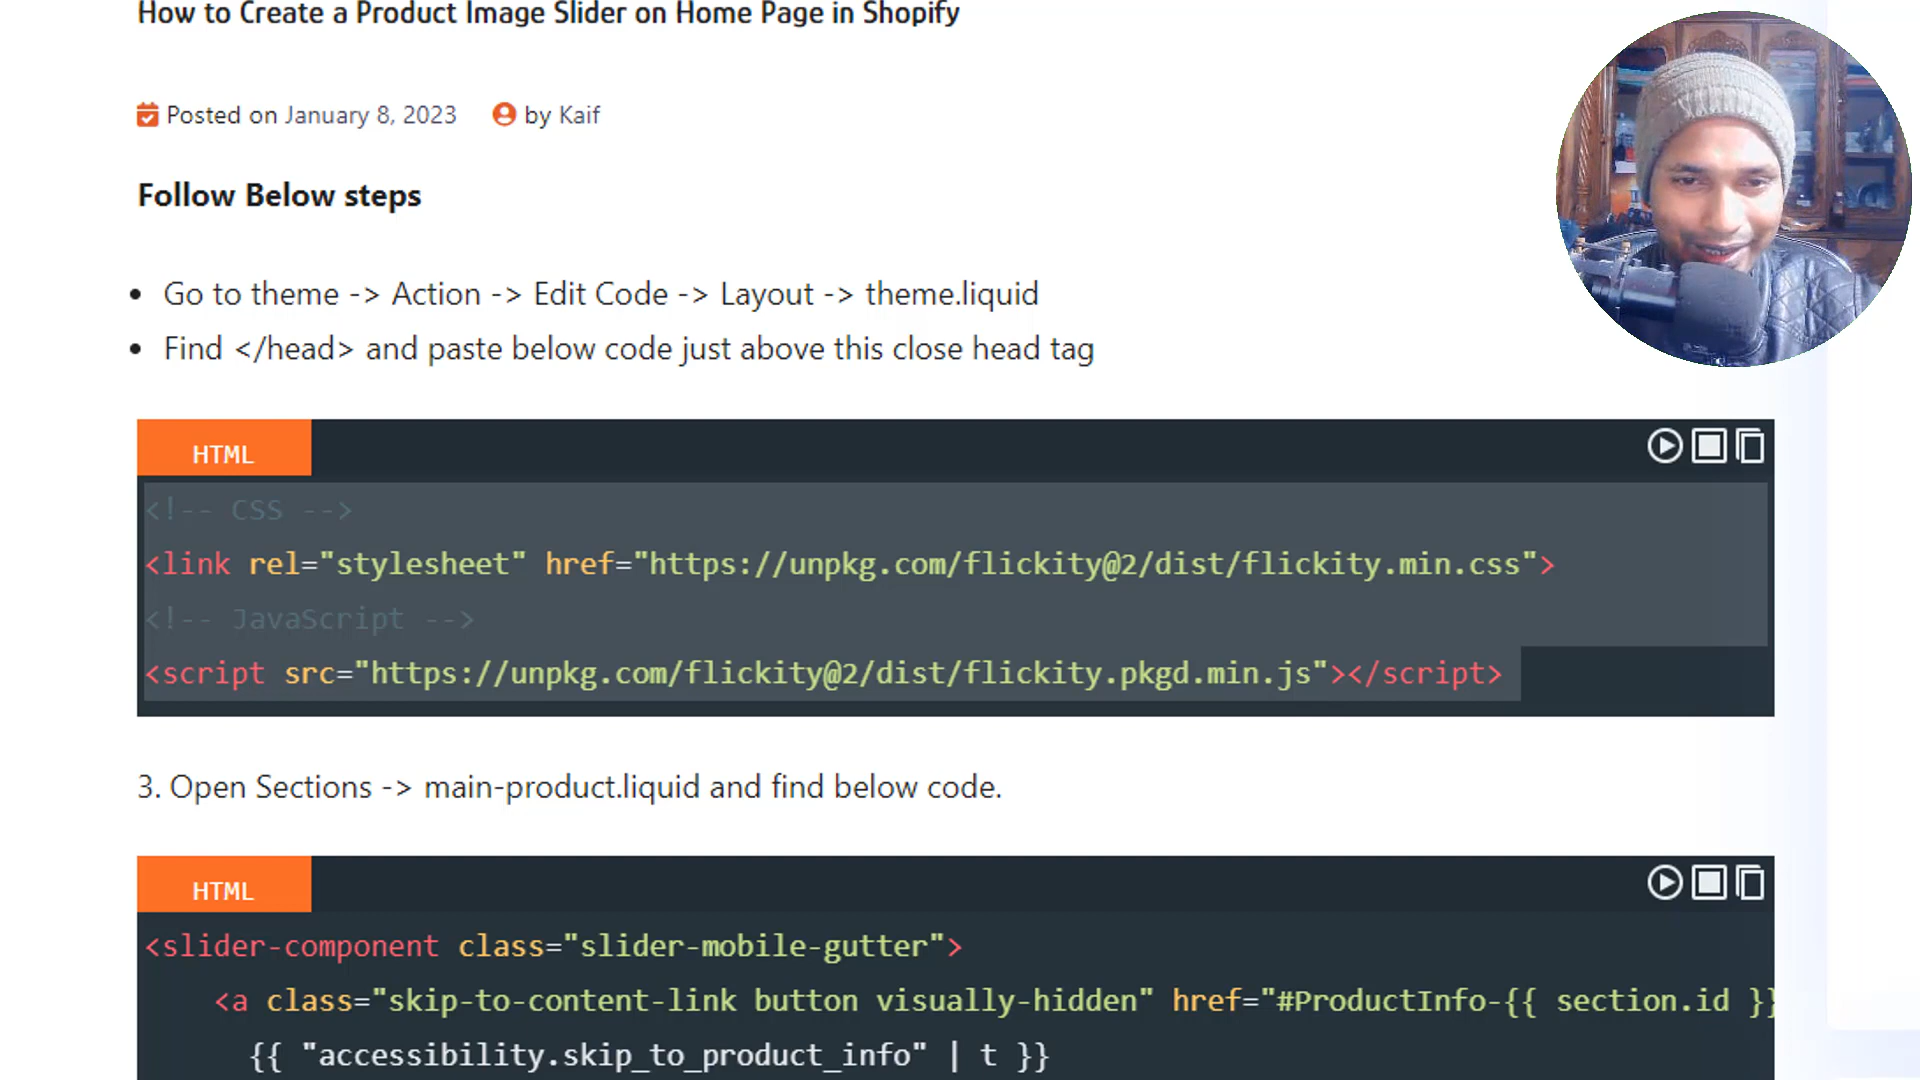 How to Create a Product Image Slider on Home Page in Shopify
Posted on January 8, 2023 by Kaif
Follow Below steps
• Go to theme -> Action -> Edit Code -> Layout -> theme.liquid
• Find </head> and paste below code just above this close head tag
HTML
<!-- CSS -->
<link rel="stylesheet" href="https://unpkg.com/flickity@2/dist/flickity.min.css">
<!-- JavaScript -->
<script src="https://unpkg.com/flickity@2/dist/flickity.pkgd.min.js"></script>
3. Open Sections -> main-product.liquid and find below code.
HTML
<slider-component class="slider-mobile-gutter">
<a class="skip-to-content-link button visually-hidden" href="#ProductInfo-{{ section.id }}
{{ "accessibility.skip_to_product_info" | t }}